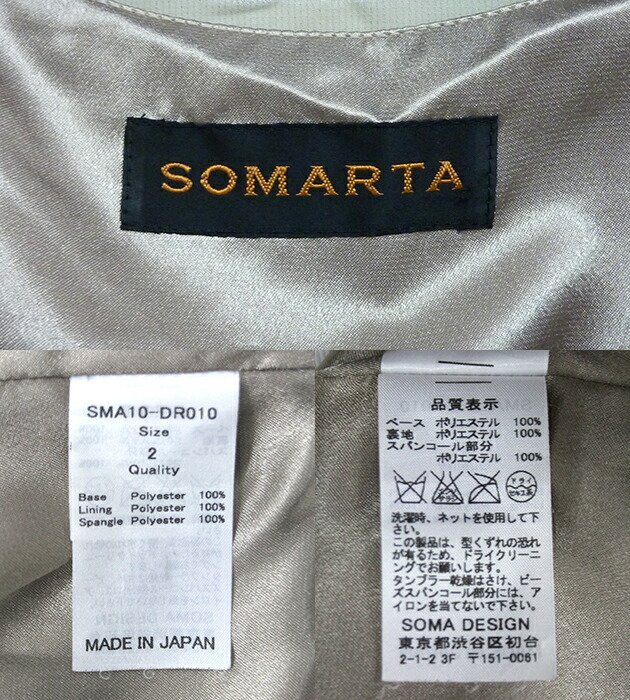 SOMARTA
SMA10-DR010
Size
2
Quality
Base Polyester 100%
Lining Polyester 100%
Spangle Polyester 100%
MADE IN JAPAN
品質表示
ベース ポリエステル 100%
裏地 ポリエステル 100%
スパンコール部分
ポリエステル 100%
ドライ
セキユ系
洗濯時、ネットを使用して下
さい。
この製品は、型くずれの恐れ
が有るため、ドライクリーニ
ングでお願いします。
タンブラー乾燥はさけ、ビー
ズスパンコール部分には、ア
イロンを当てないで下さい。
SOMA DESIGN
東京都渋谷区初台
2-1-2 3F 〒151-0061